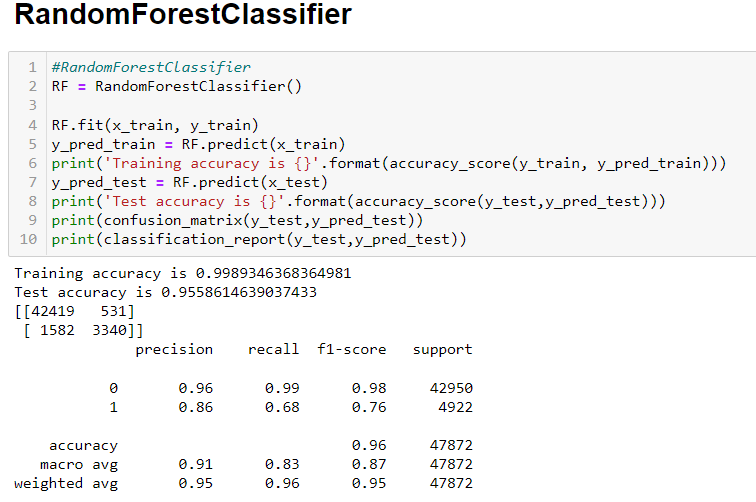 RandomForestClassifier
1 #RandomForestClassifier
2 RF = RandomForestClassifier()
3
4 RF.fit(x_train, y_train)
5 y_pred_train = RF.predict(x_train)
6 print('Training accuracy is {}'.format(accuracy_score(y_train, y_pred_train)))
7 y_pred_test = RF.predict(x_test)
8 print('Test accuracy is {}'.format(accuracy_score(y_test,y_pred_test)))
9 print(confusion_matrix(y_test,y_pred_test))
10 print(classification_report(y_test,y_pred_test))
Training accuracy is 0.9989346368364981
Test accuracy is 0.9558614639037433
[[42419 531]
[ 1582 3340]]
precision recall f1-score support
0 0.96 0.99 0.98 42950
1 0.86 0.68 0.76 4922
accuracy 0.96 47872
macro avg 0.91 0.83 0.87 47872
weighted avg 0.95 0.96 0.95 47872